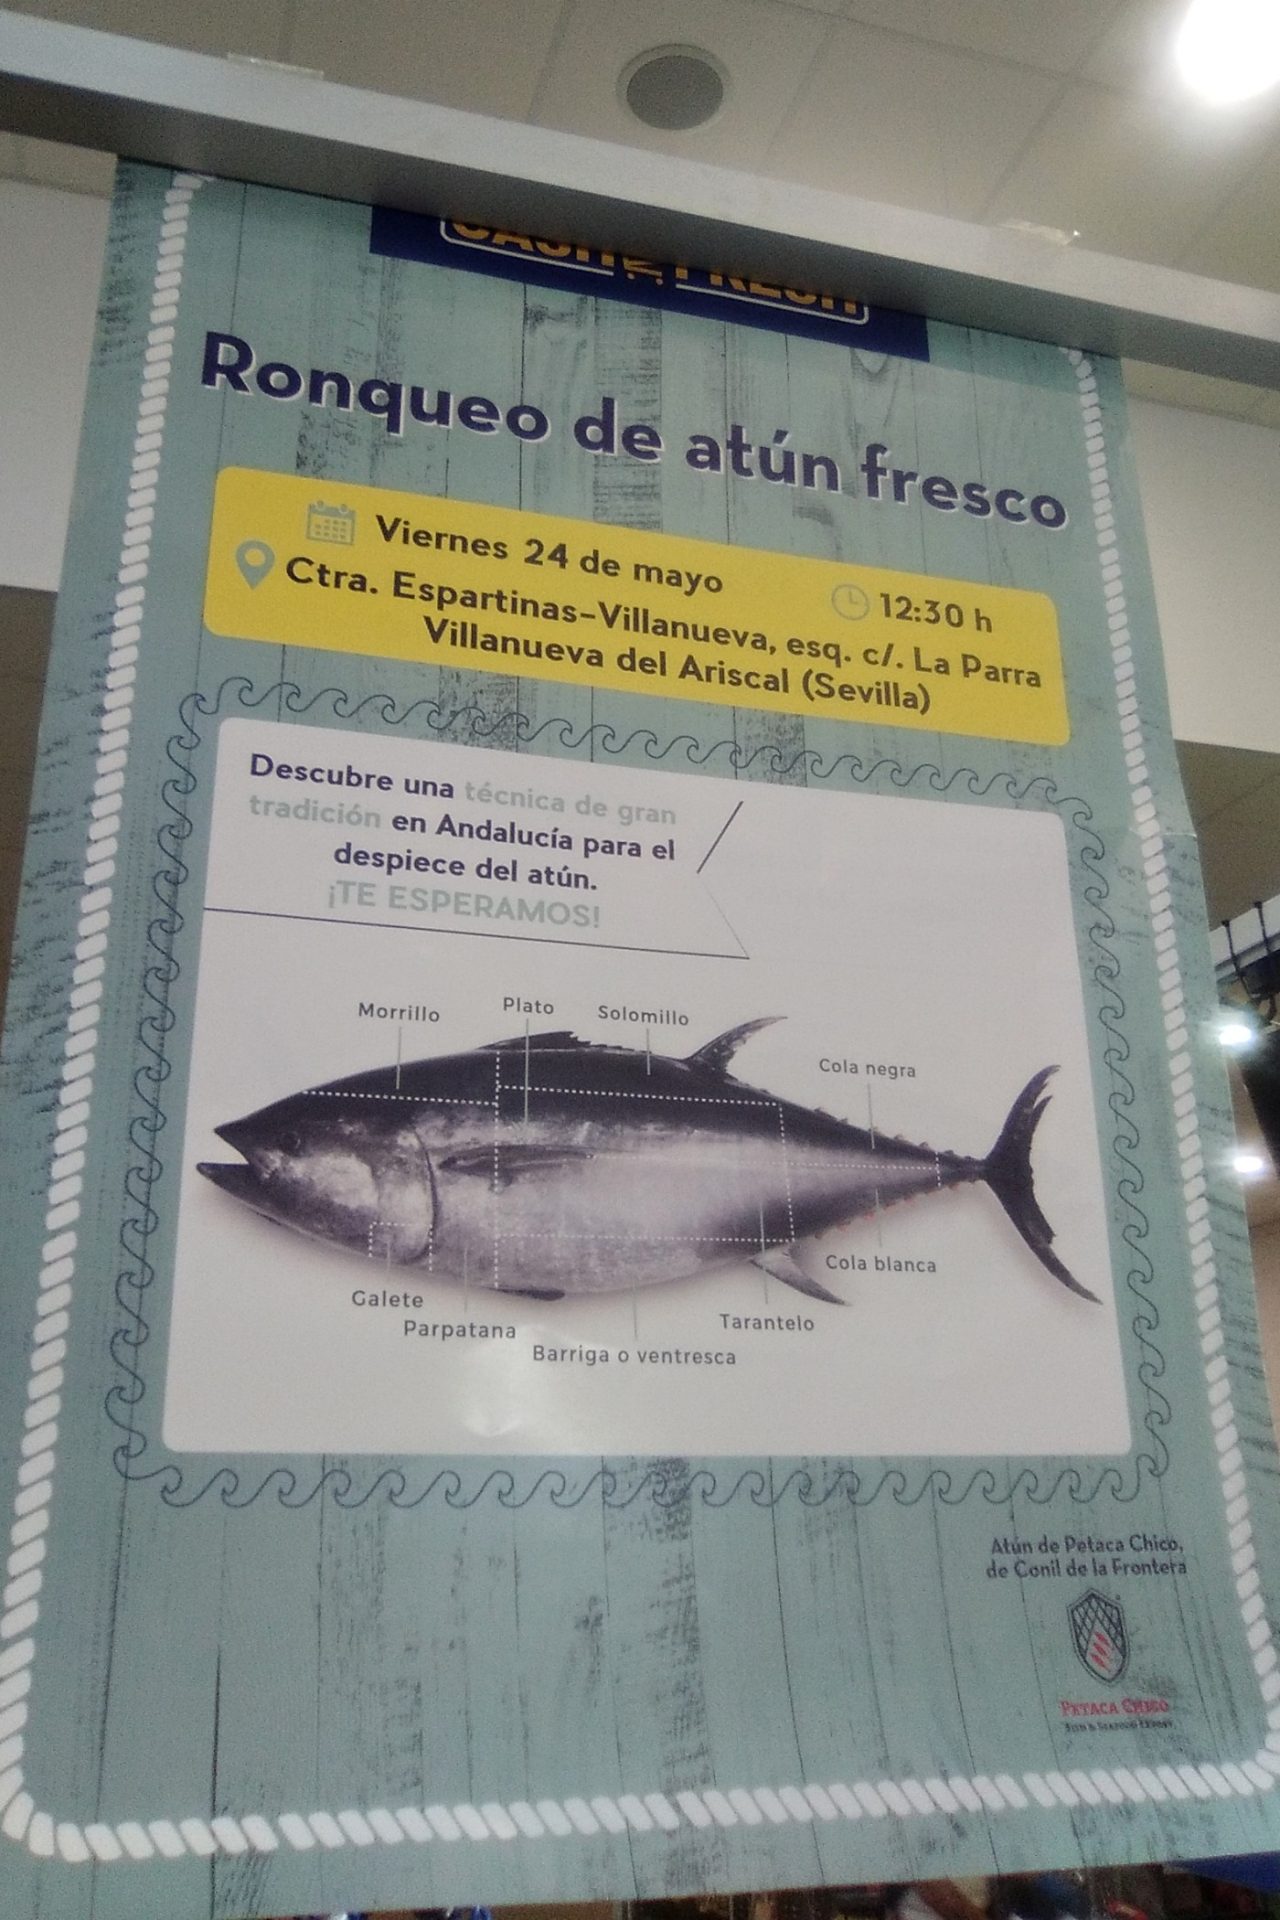 CASH FRESH
Ronqueo de atún fresco
Viernes 24 de mayo
12:30 h
Ctra. Espartinas-Villanueva, esq. c/. La Parra
Villanueva del Ariscal (Sevilla)
Descubre una técnica de gran
tradición en Andalucía para el
despiece del atún.
¡TE ESPERAMOS!
Morrillo
Plato
Solomillo
Cola negra
Cola blanca
Galete
Parpatana
Tarantelo
Barriga o ventresca
Atún de Petaca Chico,
de Conil de la Frontera
PETACA CHICO